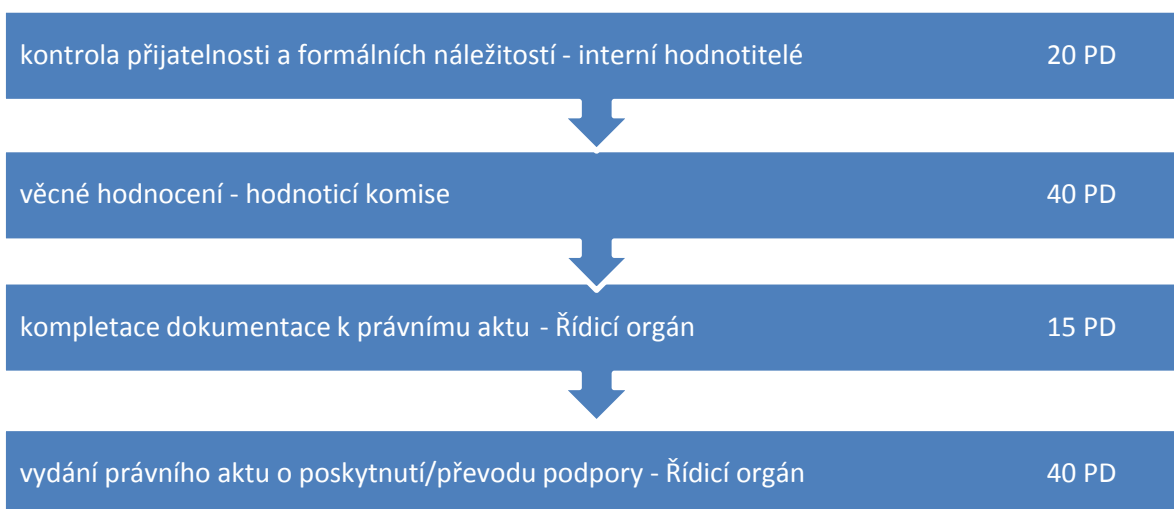 kontrola přijatelnosti a formálních náležitostí - interní hodnotitelé 20 PD
věcné hodnocení - hodnoticí komise 40 PD
kompletace dokumentace k právnímu aktu - Řídicí orgán 15 PD
vydání právního aktu o poskytnutí/převodu podpory - Řídicí orgán 40 PD